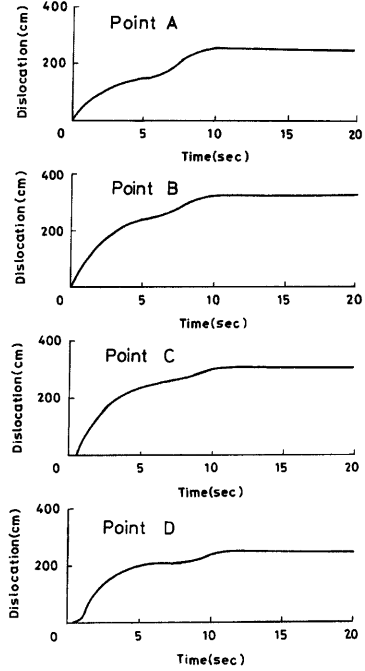 400
Point A
200
Dislocation(cm)
0 5 10 15 20
Time(sec)
400
Point B
200
Dislocation(cm)
0 5 10 15 20
Time(sec)
400
Point C
200
Dislocation(cm)
0 5 10 15 20
Time(sec)
400
Point D
200
Dislocation(cm)
0 5 10 15 20
Time(sec)